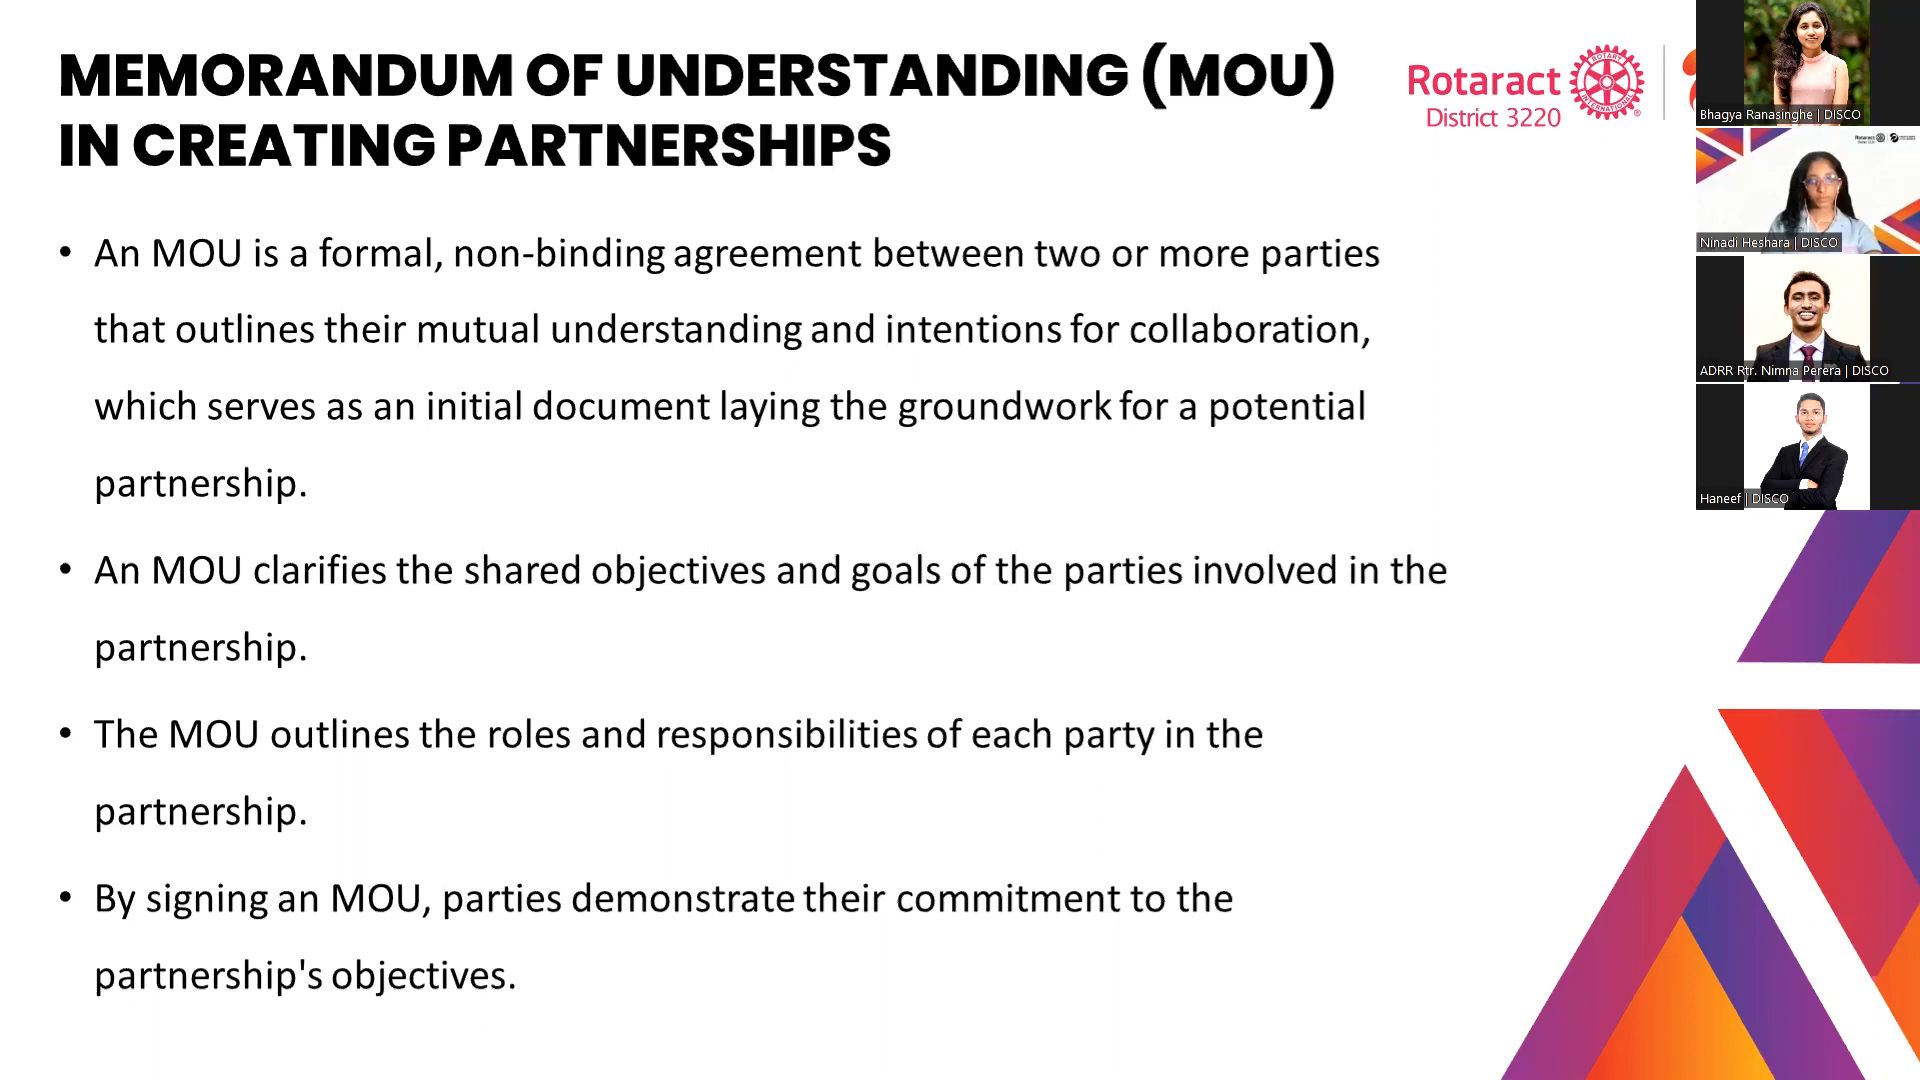 MEMORANDUM OF UNDERSTANDING (MOU)
IN CREATING PARTNERSHIPS
Rotaract
District 3220
ROTARY
INTERNATIONAL
• An MOU is a formal, non-binding agreement between two or more parties
that outlines their mutual understanding and intentions for collaboration,
which serves as an initial document laying the groundwork for a potential
partnership.
• An MOU clarifies the shared objectives and goals of the parties involved in the
partnership.
• The MOU outlines the roles and responsibilities of each party in the
partnership.
• By signing an MOU, parties demonstrate their commitment to the
partnership's objectives.
Bhagya Ranasinghe | DISCO
Rotaract
Ninadi Heshara | DISCO
ADRR Rtr. Nimna Perera | DISCO
Haneef | DISCO